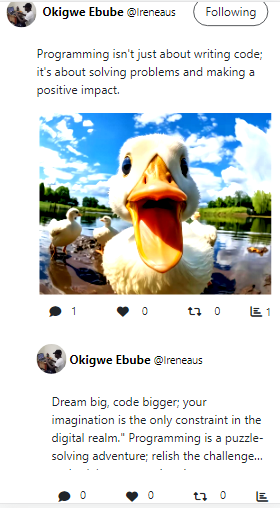 Okigwe Ebube @Ireneaus
Following
Programming isn't just about writing code;
it's about solving problems and making a
positive impact.
1 0 0 1
Okigwe Ebube @Ireneaus
Dream big, code bigger; your
imagination is the only constraint in the
digital realm." Programming is a puzzle-
solving adventure; relish the challenge...
0 0 0